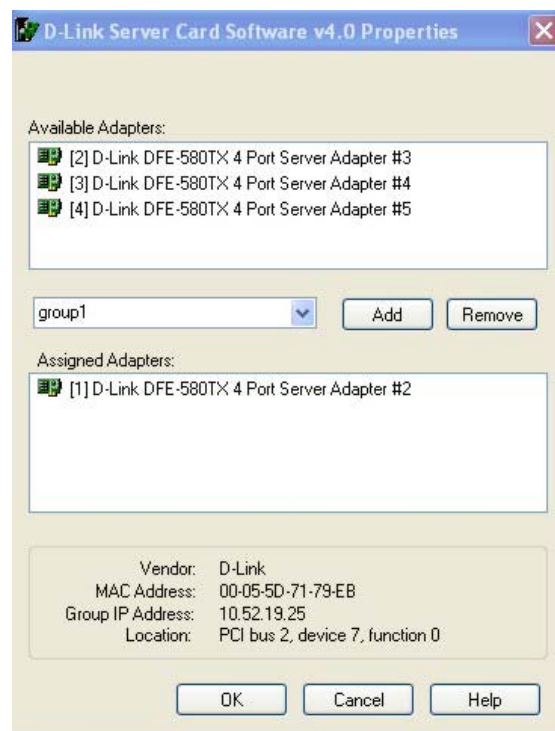 D-Link Server Card Software v4.0 Properties
Available Adapters:
[2] D-Link DFE-580TX 4 Port Server Adapter #3
[3] D-Link DFE-580TX 4 Port Server Adapter #4
[4] D-Link DFE-580TX 4 Port Server Adapter #5
group1 Add Remove
Assigned Adapters:
[1] D-Link DFE-580TX 4 Port Server Adapter #2
Vendor: D-Link
MAC Address: 00-05-5D-71-79-EB
Group IP Address: 10.52.19.25
Location: PCI bus 2, device 7, function 0
OK Cancel Help